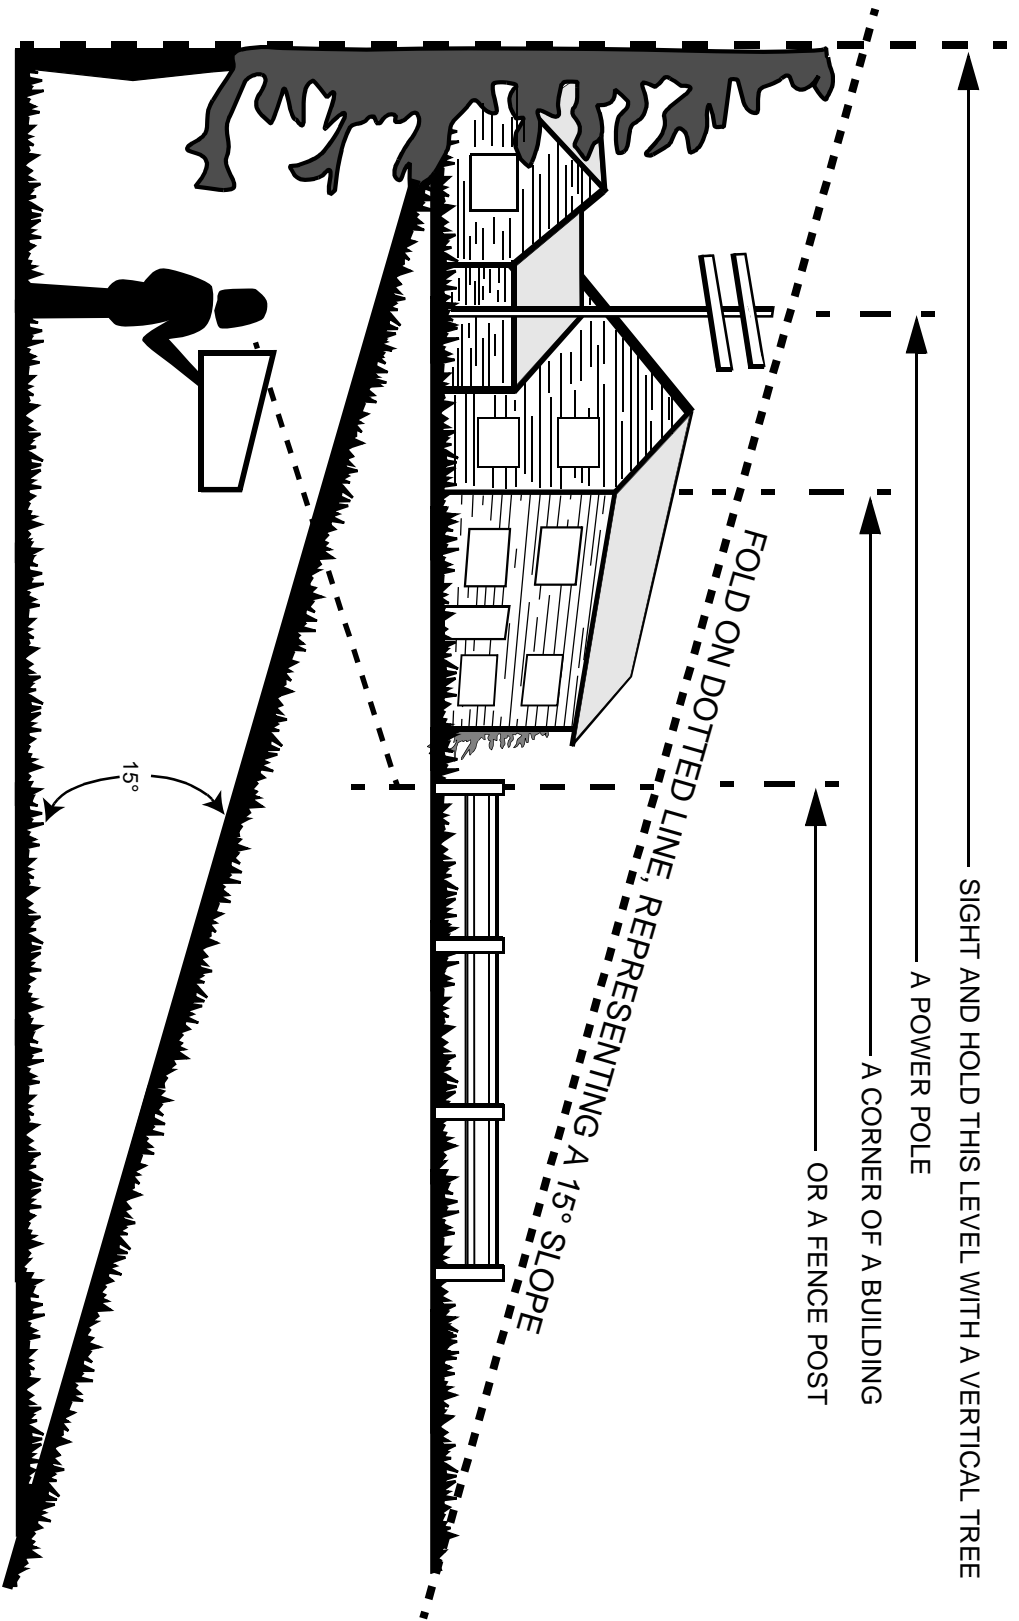 SIGHT AND HOLD THIS LEVEL WITH A VERTICAL TREE
A POWER POLE
A CORNER OF A BUILDING
OR A FENCE POST
FOLD ON DOTTED LINE, REPRESENTING A 15° SLOPE
15°